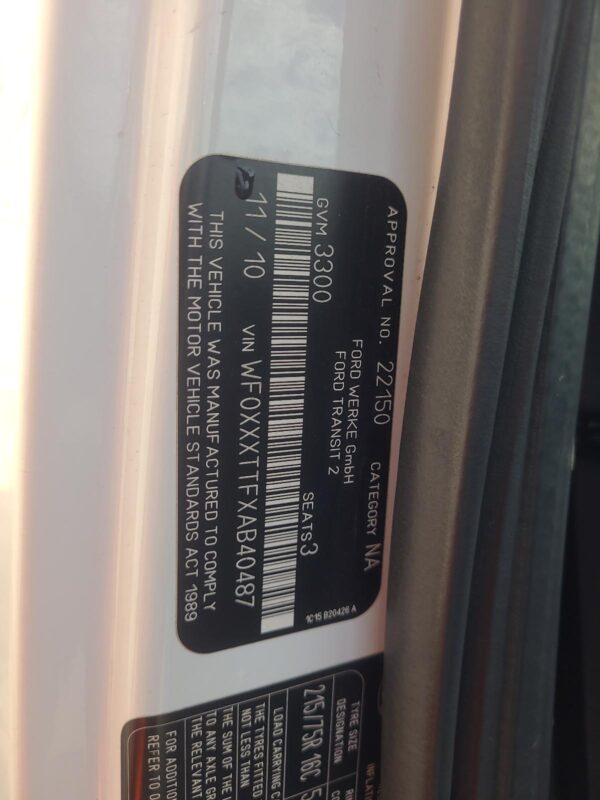 APPROVAL NO. 22150 CATEGORY NA
FORD WERKE GmbH
FORD TRANSIT 2
GVM 3300 SEATS 3
1C15 B20426 A
11/10 VIN WF0XXXTTFXAB40487
THIS VEHICLE WAS MANUFACTURED TO COMPLY
WITH THE MOTOR VEHICLE STANDARDS ACT 1989
TYRE SIZE
DESIGNATION
215/75R 16C
LOAD CARRYING
THE TYRES FITTED
NOT LESS THAN
THE SUM OF THE
TO ANY AXLE
THE RELEVANT
FOR
REFER TO